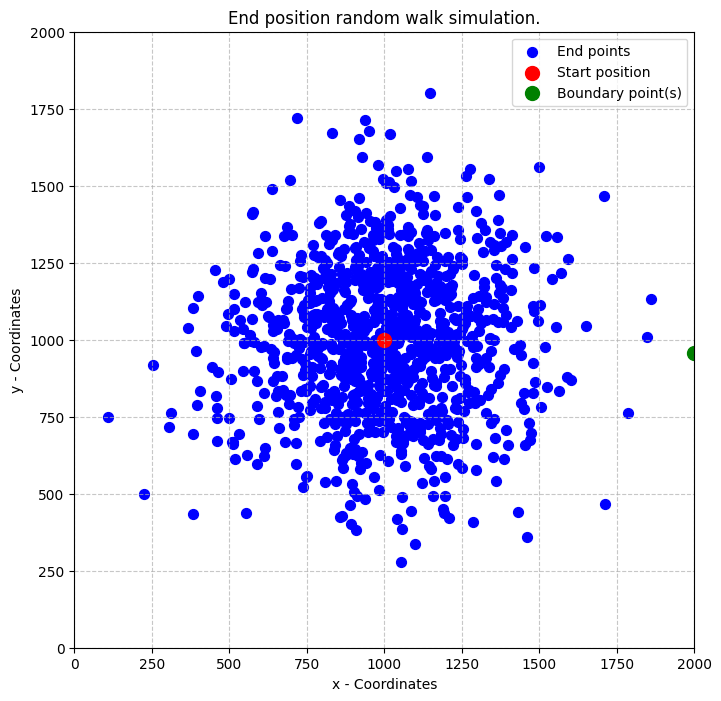 End position random walk simulation.
End points
Start position
Boundary point(s)
2000
1750
1500
1250
1000
750
500
250
0
y - Coordinates
0 250 500 750 1000 1250 1500 1750 2000
x - Coordinates